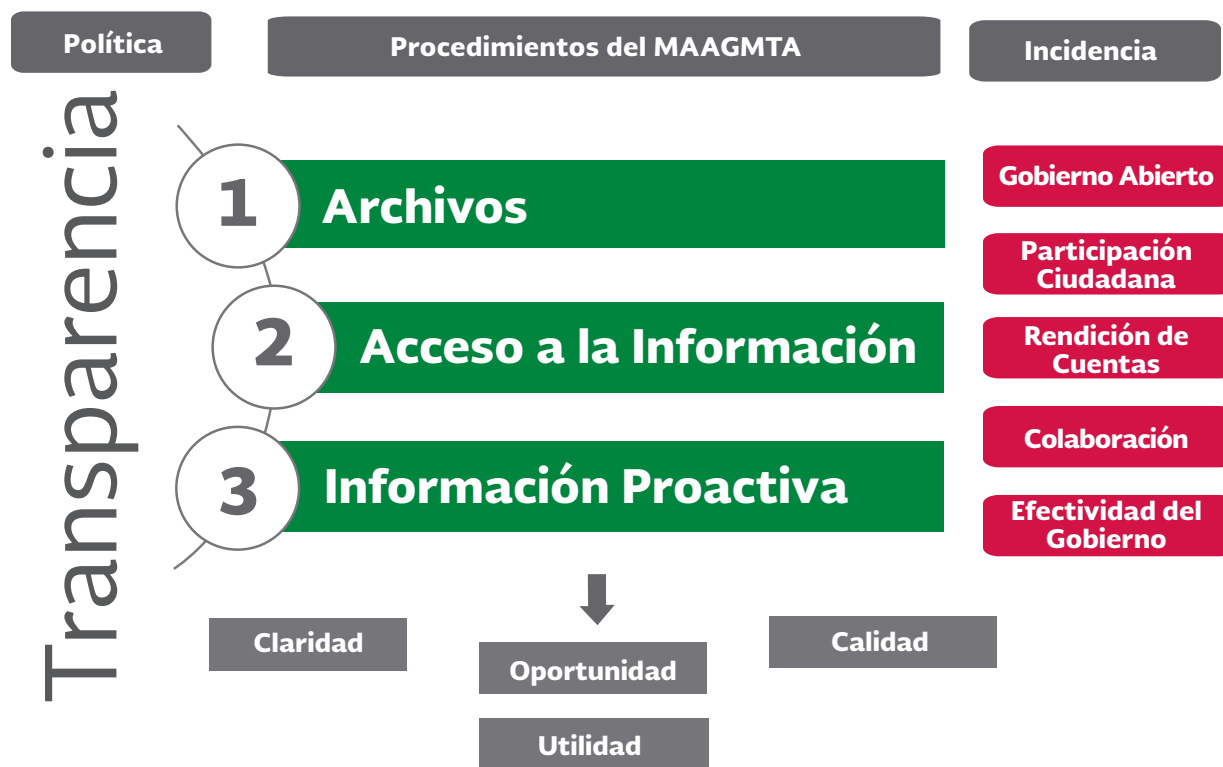 Política
Procedimientos del MAAGMTA
Incidencia
Transparencia
1
Archivos
2
Acceso a la Información
3
Información Proactiva
Gobierno Abierto
Participación
Ciudadana
Rendición de
Cuentas
Colaboración
Efectividad del
Gobierno
Claridad
Oportunidad
Calidad
Utilidad